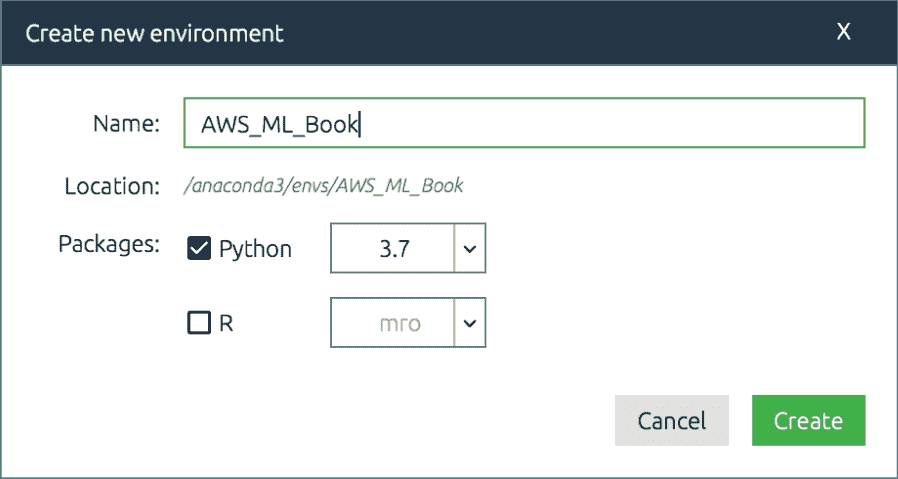 Create new environment X
Name: AWS_ML_Book
Location: /anaconda3/envs/AWS_ML_Book
Packages: Python 3.7
R mro
Cancel Create